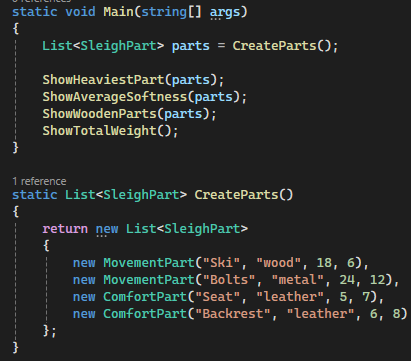 static void Main(string[] args)
{
    List<SleighPart> parts = CreateParts();

    ShowHeaviestPart(parts);
    ShowAverageSoftness(parts);
    ShowWoodenParts(parts);
    ShowTotalWeight();
}

1 reference
static List<SleighPart> CreateParts()
{
    return new List<SleighPart>
    {
        new MovementPart("Ski", "wood", 18, 6),
        new MovementPart("Bolts", "metal", 24, 12),
        new ComfortPart("Seat", "leather", 5, 7),
        new ComfortPart("Backrest", "leather", 6, 8)
    };
}